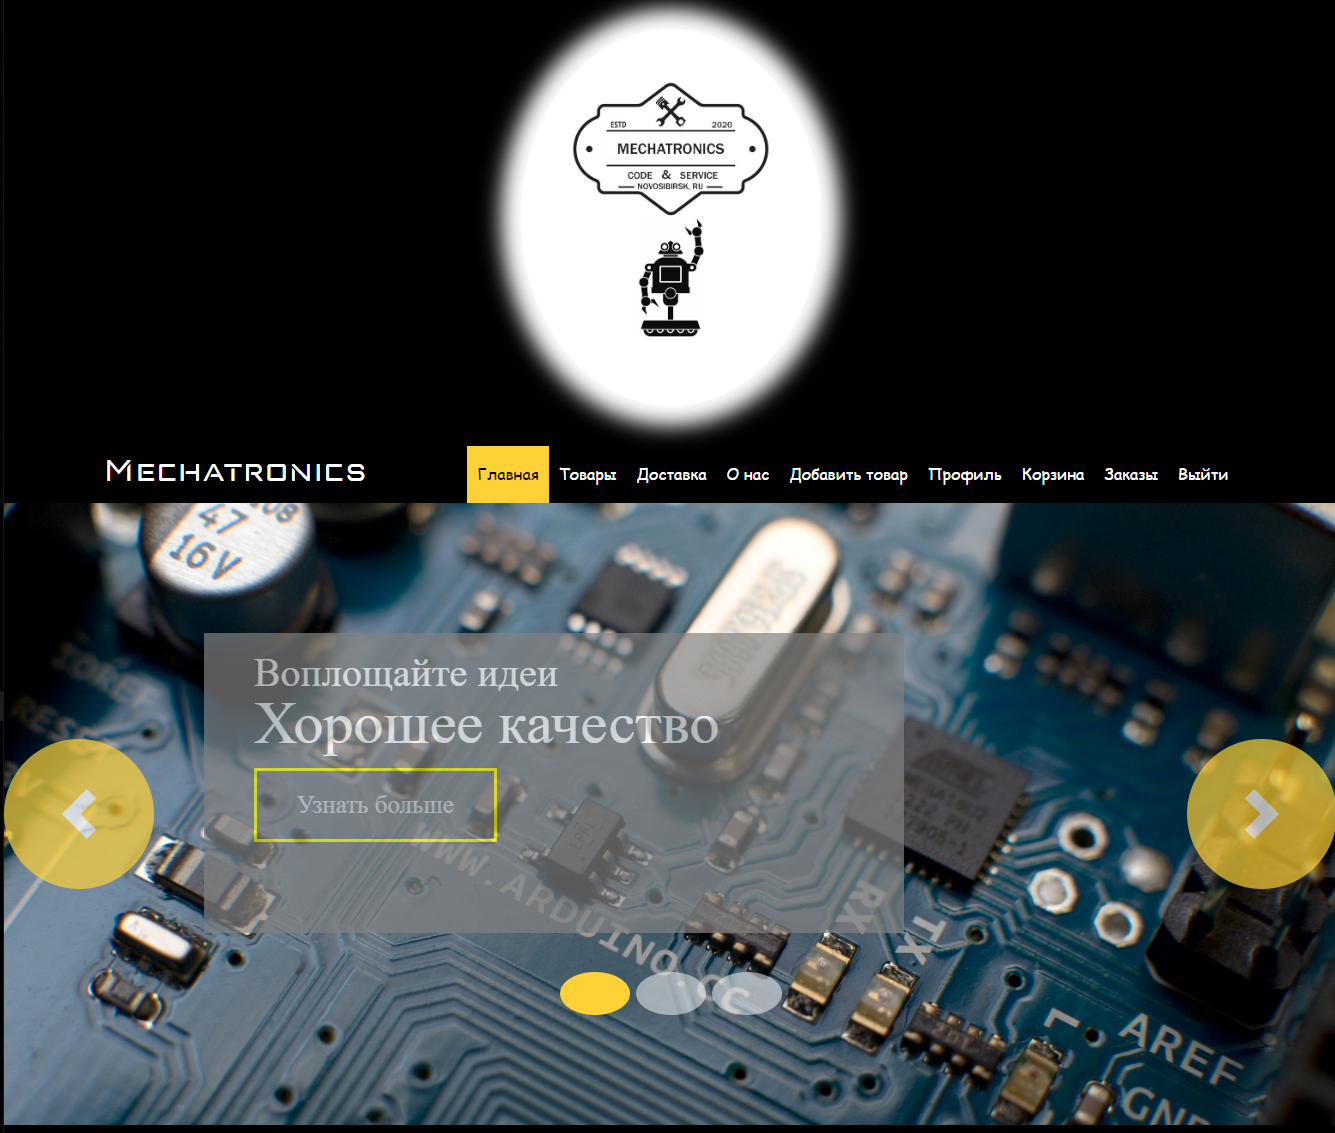 ESTD 2020
MECHATRONICS
CODE & SERVICE
NOVOSIBIRSK, RU
MECHATRONICS
Главная Товары Доставка О нас Добавить товар Профиль Корзина Заказы Выйти
47
16V
Воплощайте идеи
Хорошее качество
Узнать больше
WWW.ARDUINO.CC
RX
TX
L
AREF
GND